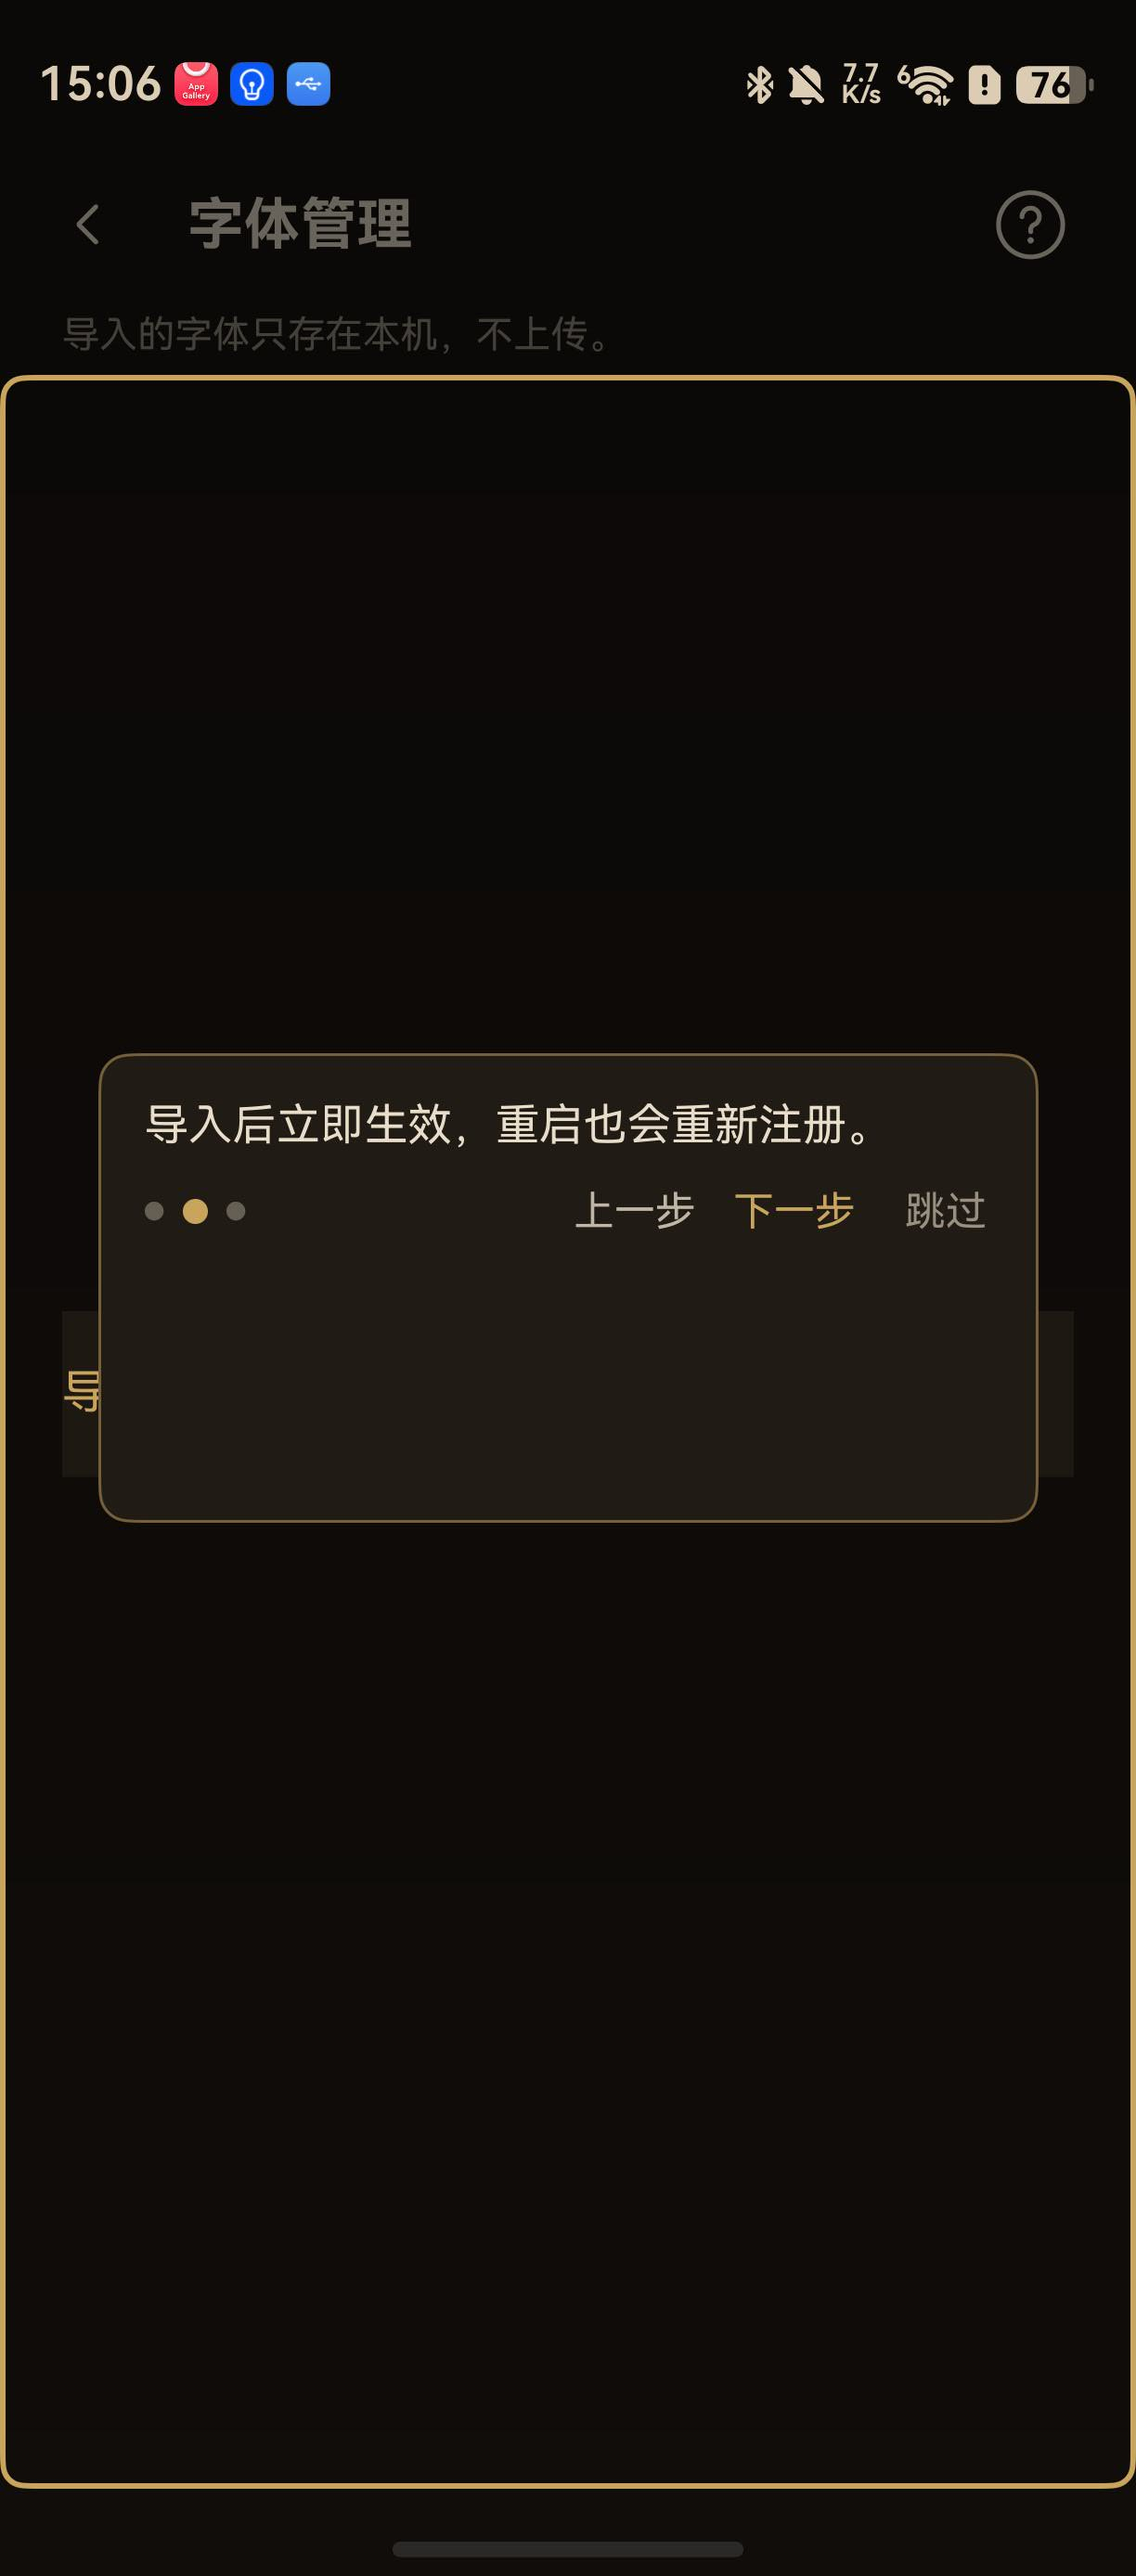 15:06
App
Gallery
7.7
K/s
6
76
字体管理
导入的字体只存在本机，不上传。
导入后立即生效，重启也会重新注册。
上一步 下一步 跳过
导